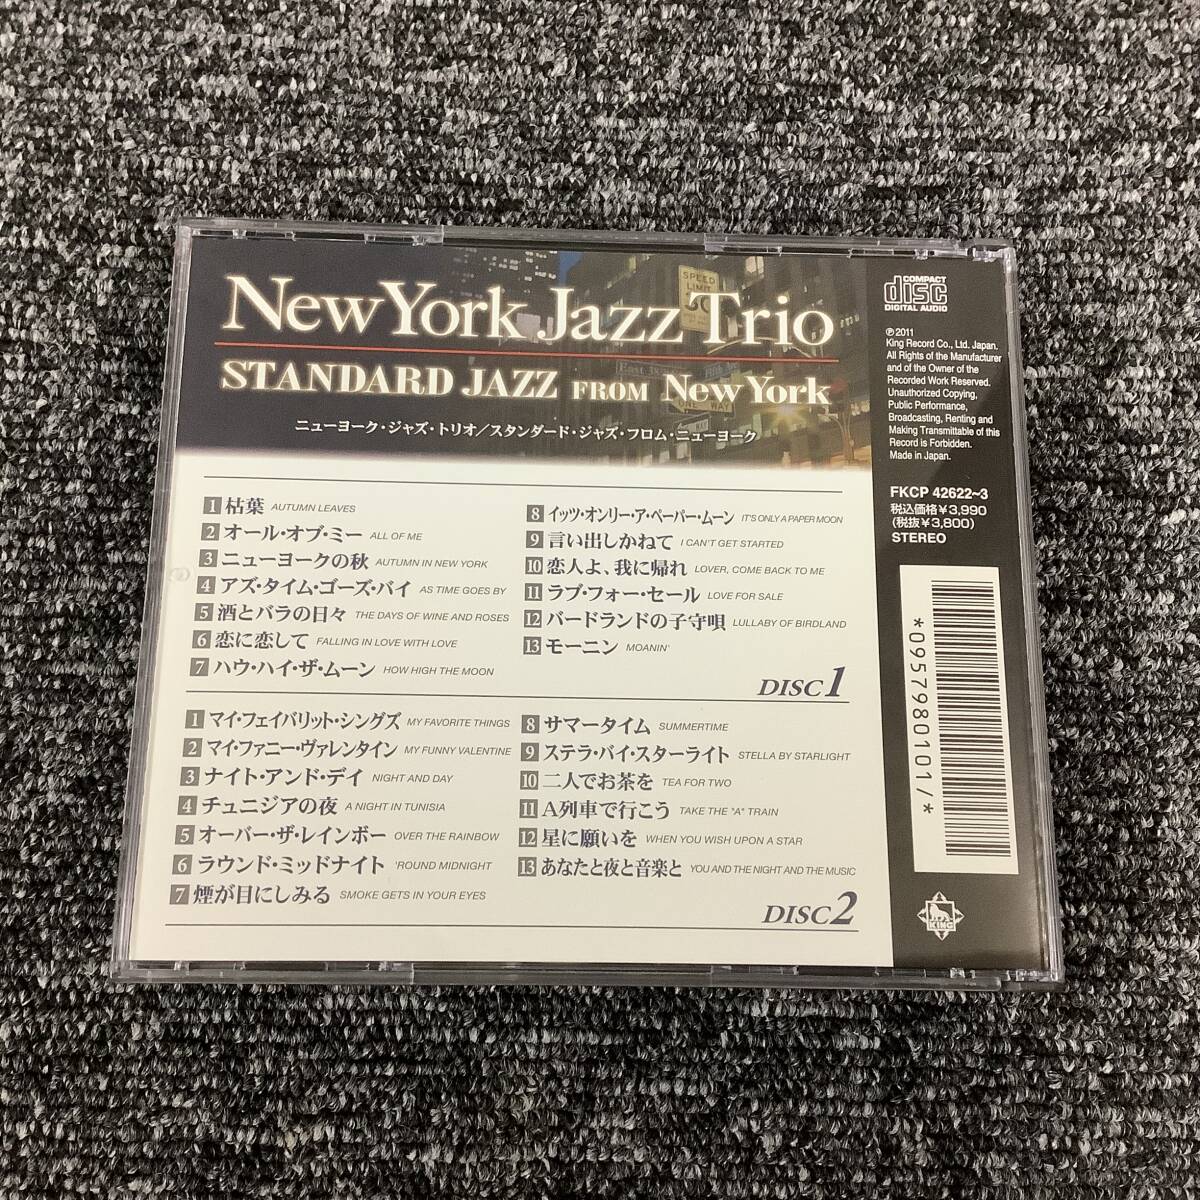 New York Jazz Trio
STANDARD JAZZ FROM New York
ニューヨーク・ジャズ・トリオ/スタンダード・ジャズ・フロム・ニューヨーク
SPEED
LIMIT
30
East 38
WAY
1 枯葉 AUTUMN LEAVES
2 オール・オブ・ミー ALL OF ME
3 ニューヨークの秋 AUTUMN IN NEW YORK
4 アズ・タイム・ゴーズ・バイ AS TIME GOES BY
5 酒とバラの日々 THE DAYS OF WINE AND ROSES
6 恋に恋して FALLING IN LOVE WITH LOVE
7 ハウ・ハイ・ザ・ムーン HOW HIGH THE MOON
8 イッツ・オンリー・ア・ペーパー・ムーン IT'S ONLY A PAPER MOON
9 言い出しかねて I CAN'T GET STARTED
10 恋人よ、我に帰れ LOVER, COME BACK TO ME
11 ラブ・フォー・セール LOVE FOR SALE
12 バードランドの子守唄 LULLABY OF BIRDLAND
13 モーニン MOANIN'
DISC1
1 マイ・フェイバリット・シングズ MY FAVORITE THINGS
2 マイ・ファニー・ヴァレンタイン MY FUNNY VALENTINE
3 ナイト・アンド・デイ NIGHT AND DAY
4 チュニジアの夜 A NIGHT IN TUNISIA
5 オーバー・ザ・レインボー OVER THE RAINBOW
6 ラウンド・ミッドナイト 'ROUND MIDNIGHT
7 煙が目にしみる SMOKE GETS IN YOUR EYES
8 サマータイム SUMMERTIME
9 ステラ・バイ・スターライト STELLA BY STARLIGHT
10 二人でお茶を TEA FOR TWO
11 A列車で行こう TAKE THE "A" TRAIN
12 星に願いを WHEN YOU WISH UPON A STAR
13 あなたと夜と音楽と YOU AND THE NIGHT AND THE MUSIC
DISC2
COMPACT
disc
DIGITAL AUDIO
℗2011
King Record Co., Ltd. Japan.
All Rights of the Manufacturer
and of the Owner of the
Recorded Work Reserved.
Unauthorized Copying,
Public Performance,
Broadcasting, Renting and
Making Transmittable of this
Record is Forbidden.
Made in Japan.
FKCP 42622~3
税込価格¥3,990
(税抜¥3,800)
STEREO
*0957980101/*
KING